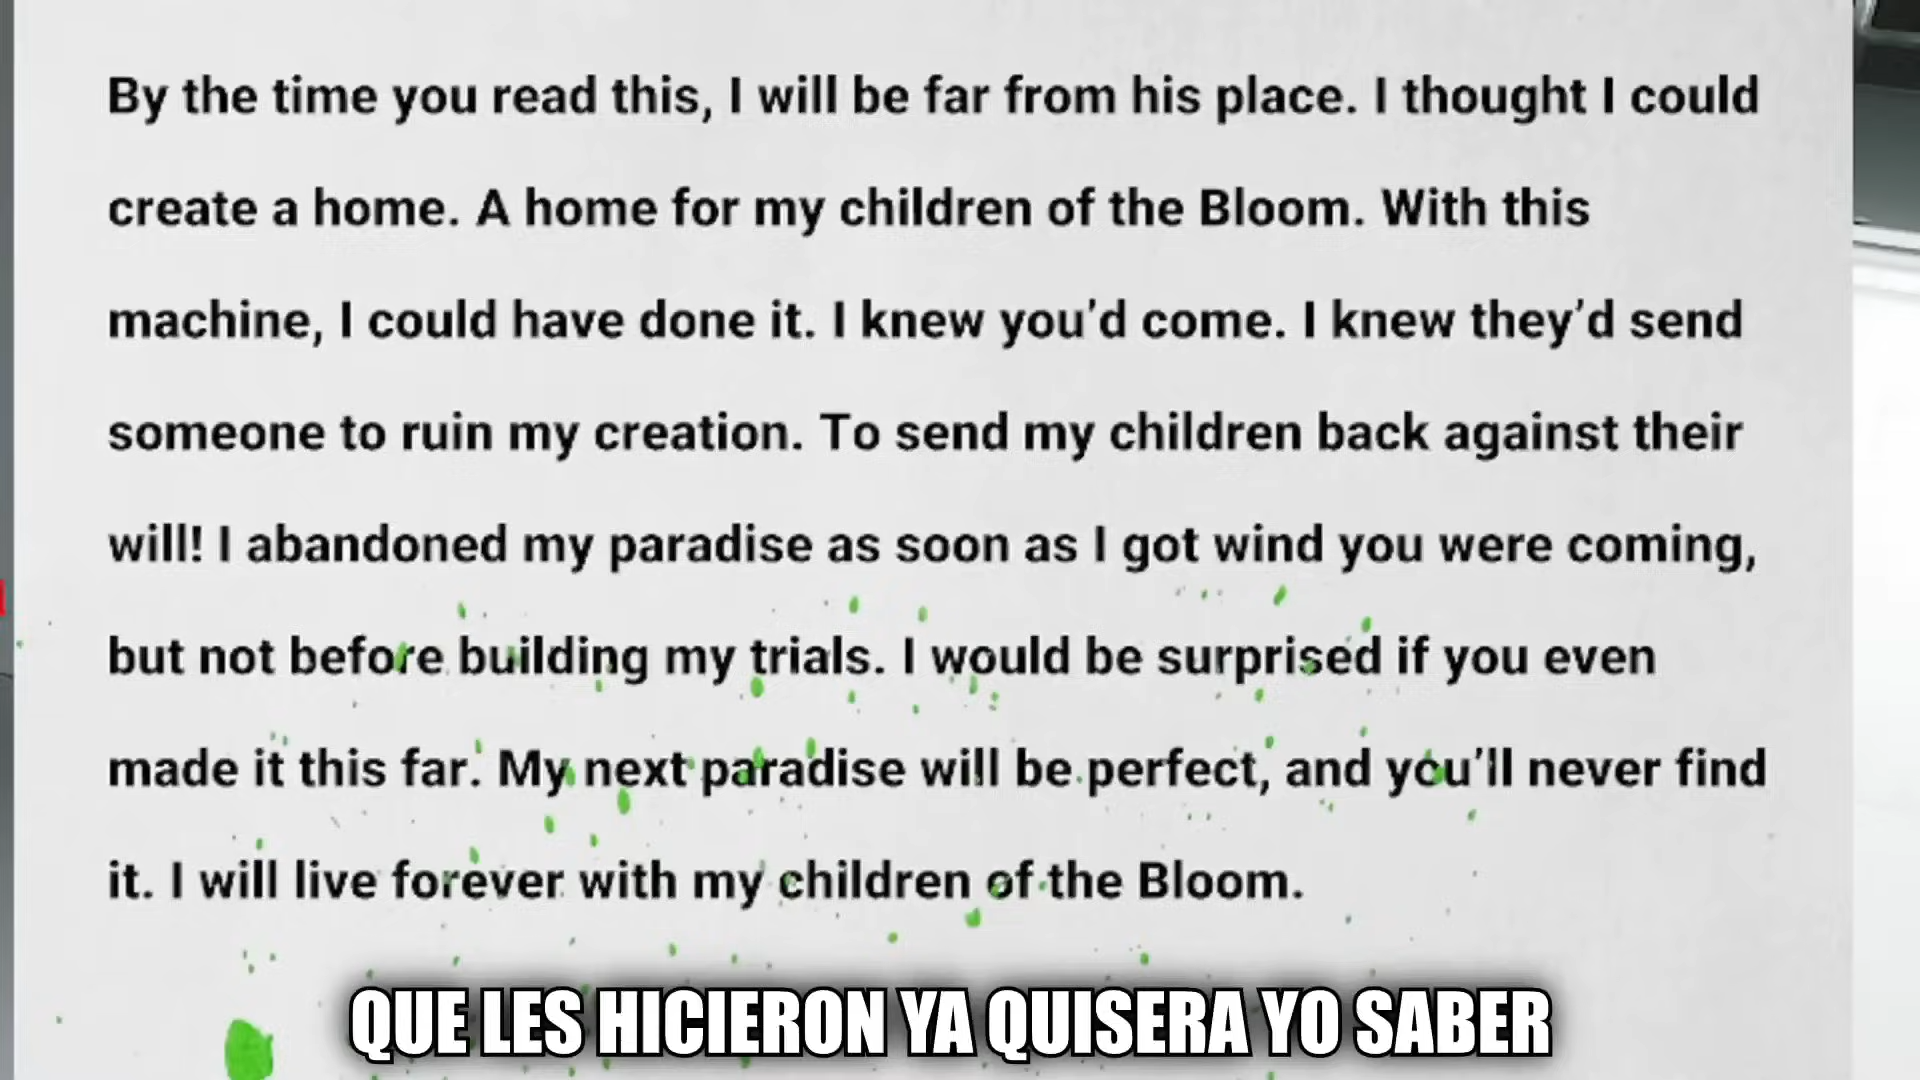 By the time you read this, I will be far from his place. I thought I could
create a home. A home for my children of the Bloom. With this
machine, I could have done it. I knew you'd come. I knew they'd send
someone to ruin my creation. To send my children back against their
will! I abandoned my paradise as soon as I got wind you were coming,
but not before building my trials. I would be surprised if you even
made it this far. My next paradise will be perfect, and you'll never find
it. I will live forever with my children of the Bloom.
QUE LES HICIERON YA QUISERA YO SABER